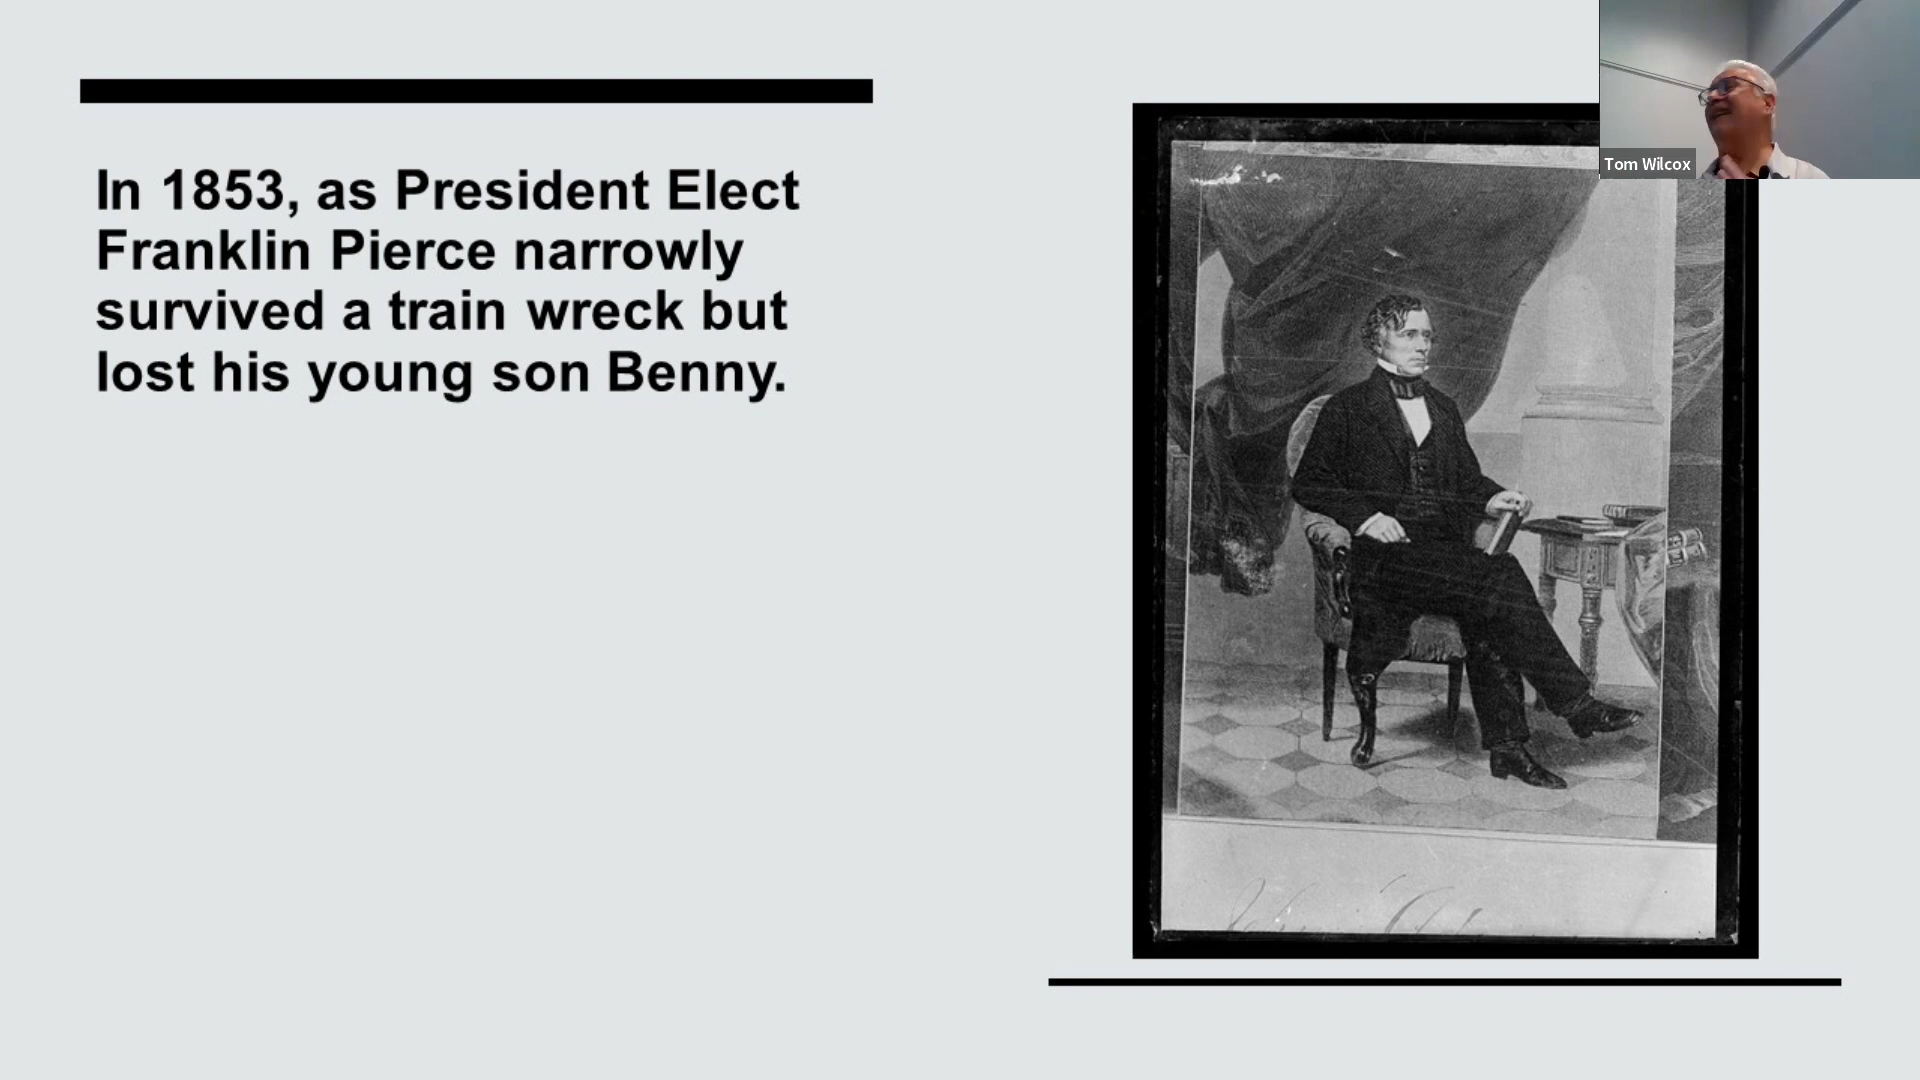 In 1853, as President Elect
Franklin Pierce narrowly
survived a train wreck but
lost his young son Benny.
Tom Wilcox